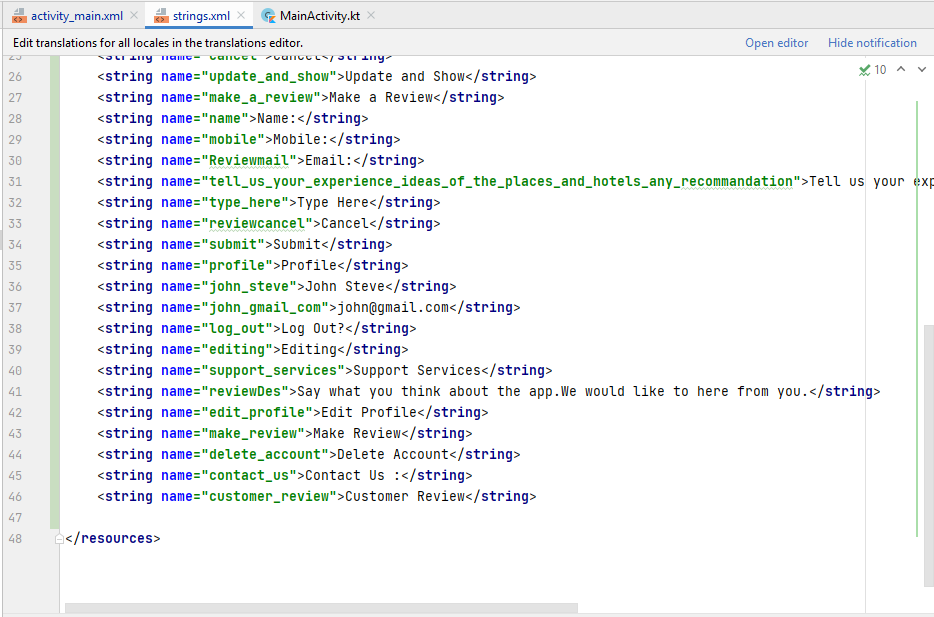 activity_main.xml strings.xml MainActivity.kt
Edit translations for all locales in the translations editor. Open editor Hide notification
25 <string name="cancel">Cancel</string>
26 <string name="update_and_show">Update and Show</string>
27 <string name="make_a_review">Make a Review</string>
28 <string name="name">Name:</string>
29 <string name="mobile">Mobile:</string>
30 <string name="Reviewmail">Email:</string>
31 <string name="tell_us_your_experience_ideas_of_the_places_and_hotels_any_recommandation">Tell us your exp
32 <string name="type_here">Type Here</string>
33 <string name="reviewcancel">Cancel</string>
34 <string name="submit">Submit</string>
35 <string name="profile">Profile</string>
36 <string name="john_steve">John Steve</string>
37 <string name="john_gmail_com">john@gmail.com</string>
38 <string name="log_out">Log Out?</string>
39 <string name="editing">Editing</string>
40 <string name="support_services">Support Services</string>
41 <string name="reviewDes">Say what you think about the app.We would like to here from you.</string>
42 <string name="edit_profile">Edit Profile</string>
43 <string name="make_review">Make Review</string>
44 <string name="delete_account">Delete Account</string>
45 <string name="contact_us">Contact Us :</string>
46 <string name="customer_review">Customer Review</string>
47
48 </resources>
10